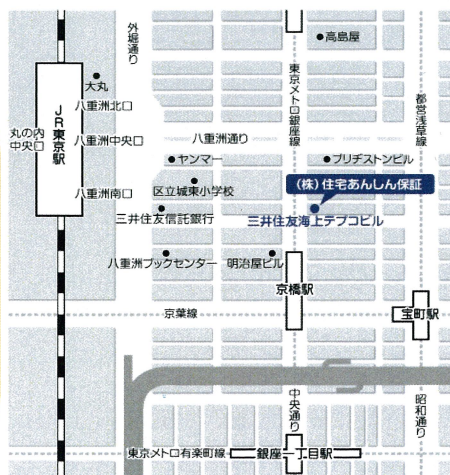 高島屋
外堀通り
大丸
東京メトロ銀座線
都営浅草線
八重洲北口
JR東京駅
丸の内
中央口
八重洲中央口
八重洲通り
ヤンマー
ブリヂストンビル
区立城東小学校
(株)住宅あんしん保証
八重洲南口
三井住友信託銀行
三井住友海上テプコビル
八重洲ブックセンター
明治屋ビル
京橋駅
京葉線
宝町駅
中央通り
昭和通り
東京メトロ有楽町線
銀座一丁目駅